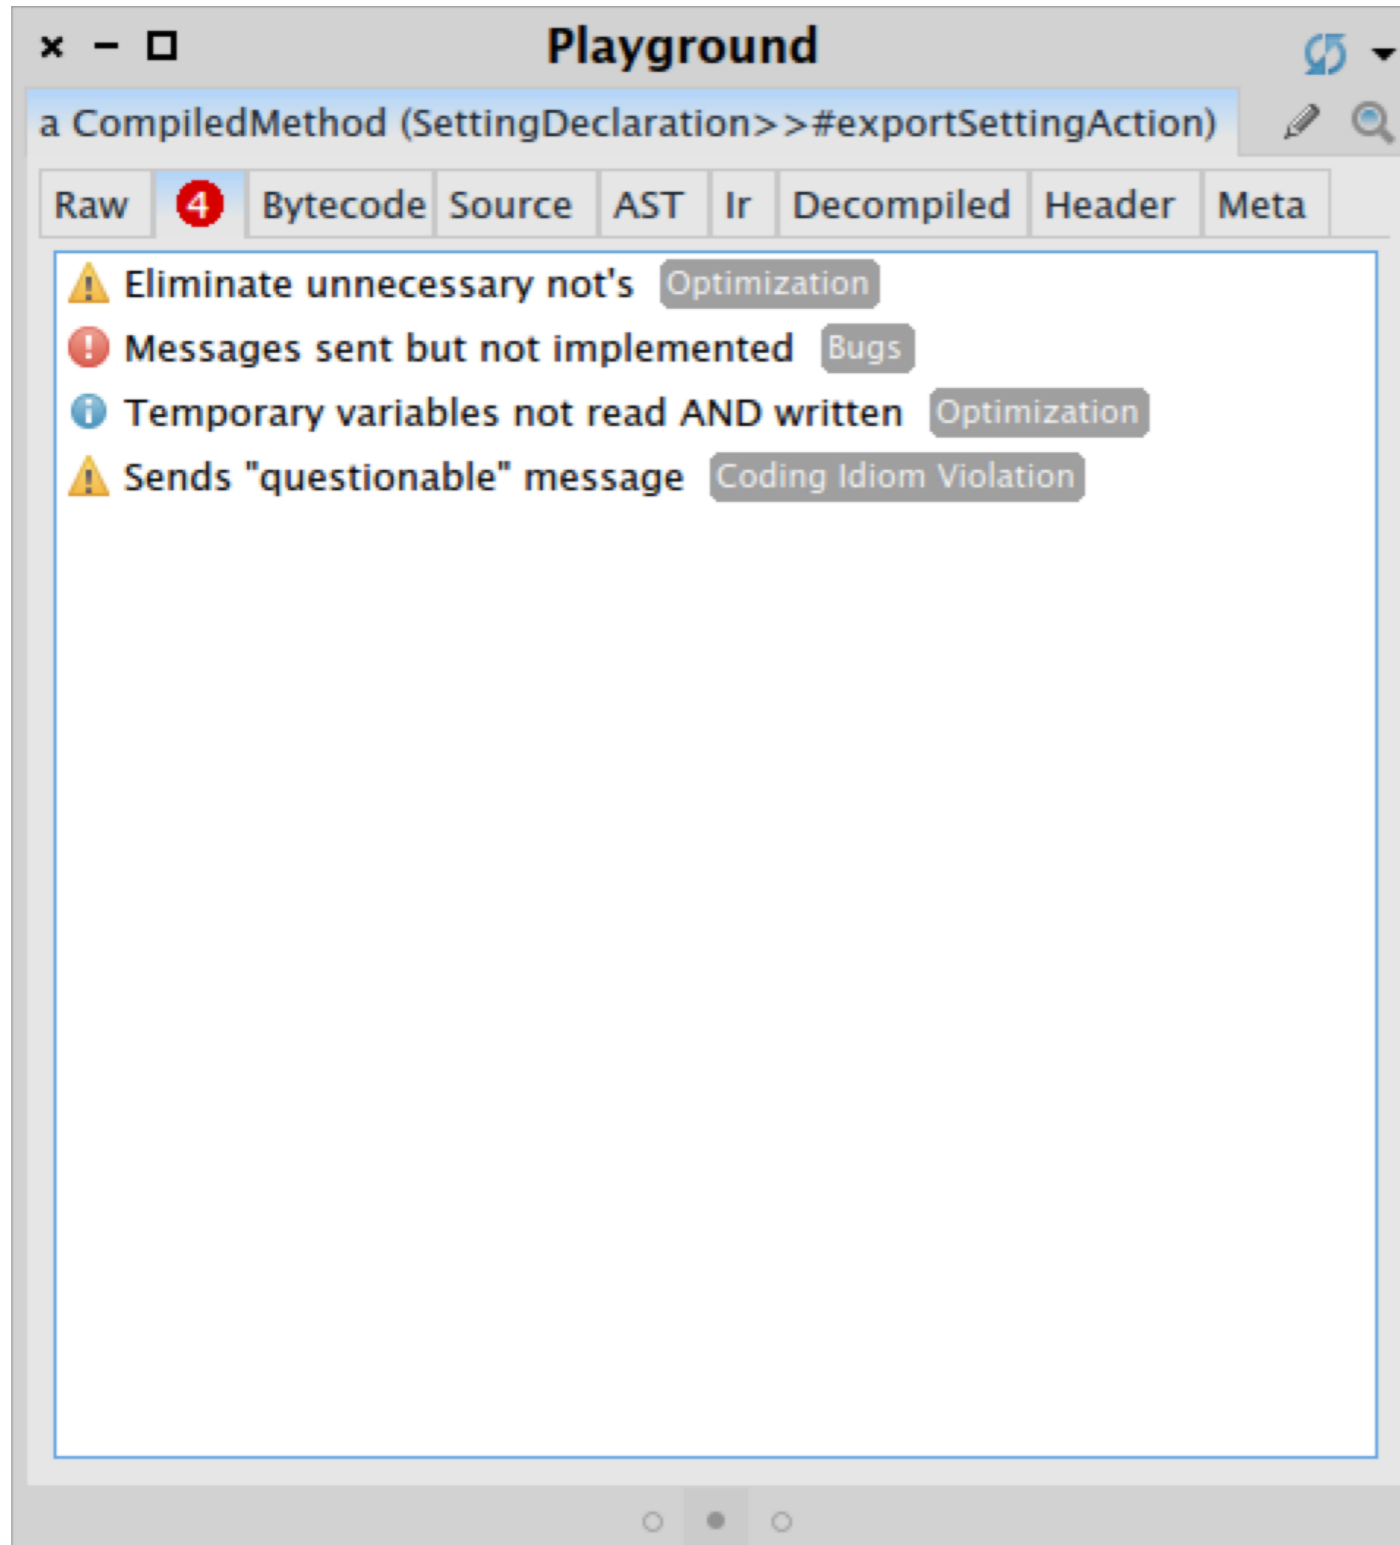 Playground
a CompiledMethod (SettingDeclaration>>#exportSettingAction)
Raw 4 Bytecode Source AST Ir Decompiled Header Meta
Eliminate unnecessary not's Optimization
Messages sent but not implemented Bugs
Temporary variables not read AND written Optimization
Sends "questionable" message Coding Idiom Violation